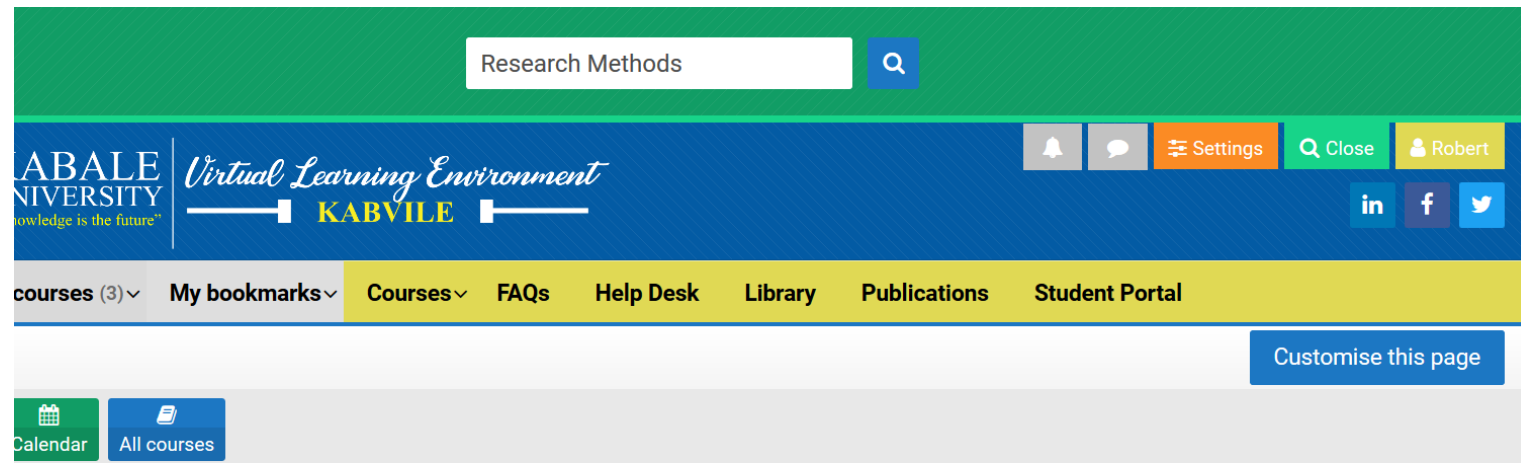 Research Methods
Settings Close Robert
ABALE
NIVERSITY
nowledge is the future"
Virtual Learning Environment
KABVILE
in f
courses (3) My bookmarks Courses FAQs Help Desk Library Publications Student Portal
Customise this page
Calendar All courses